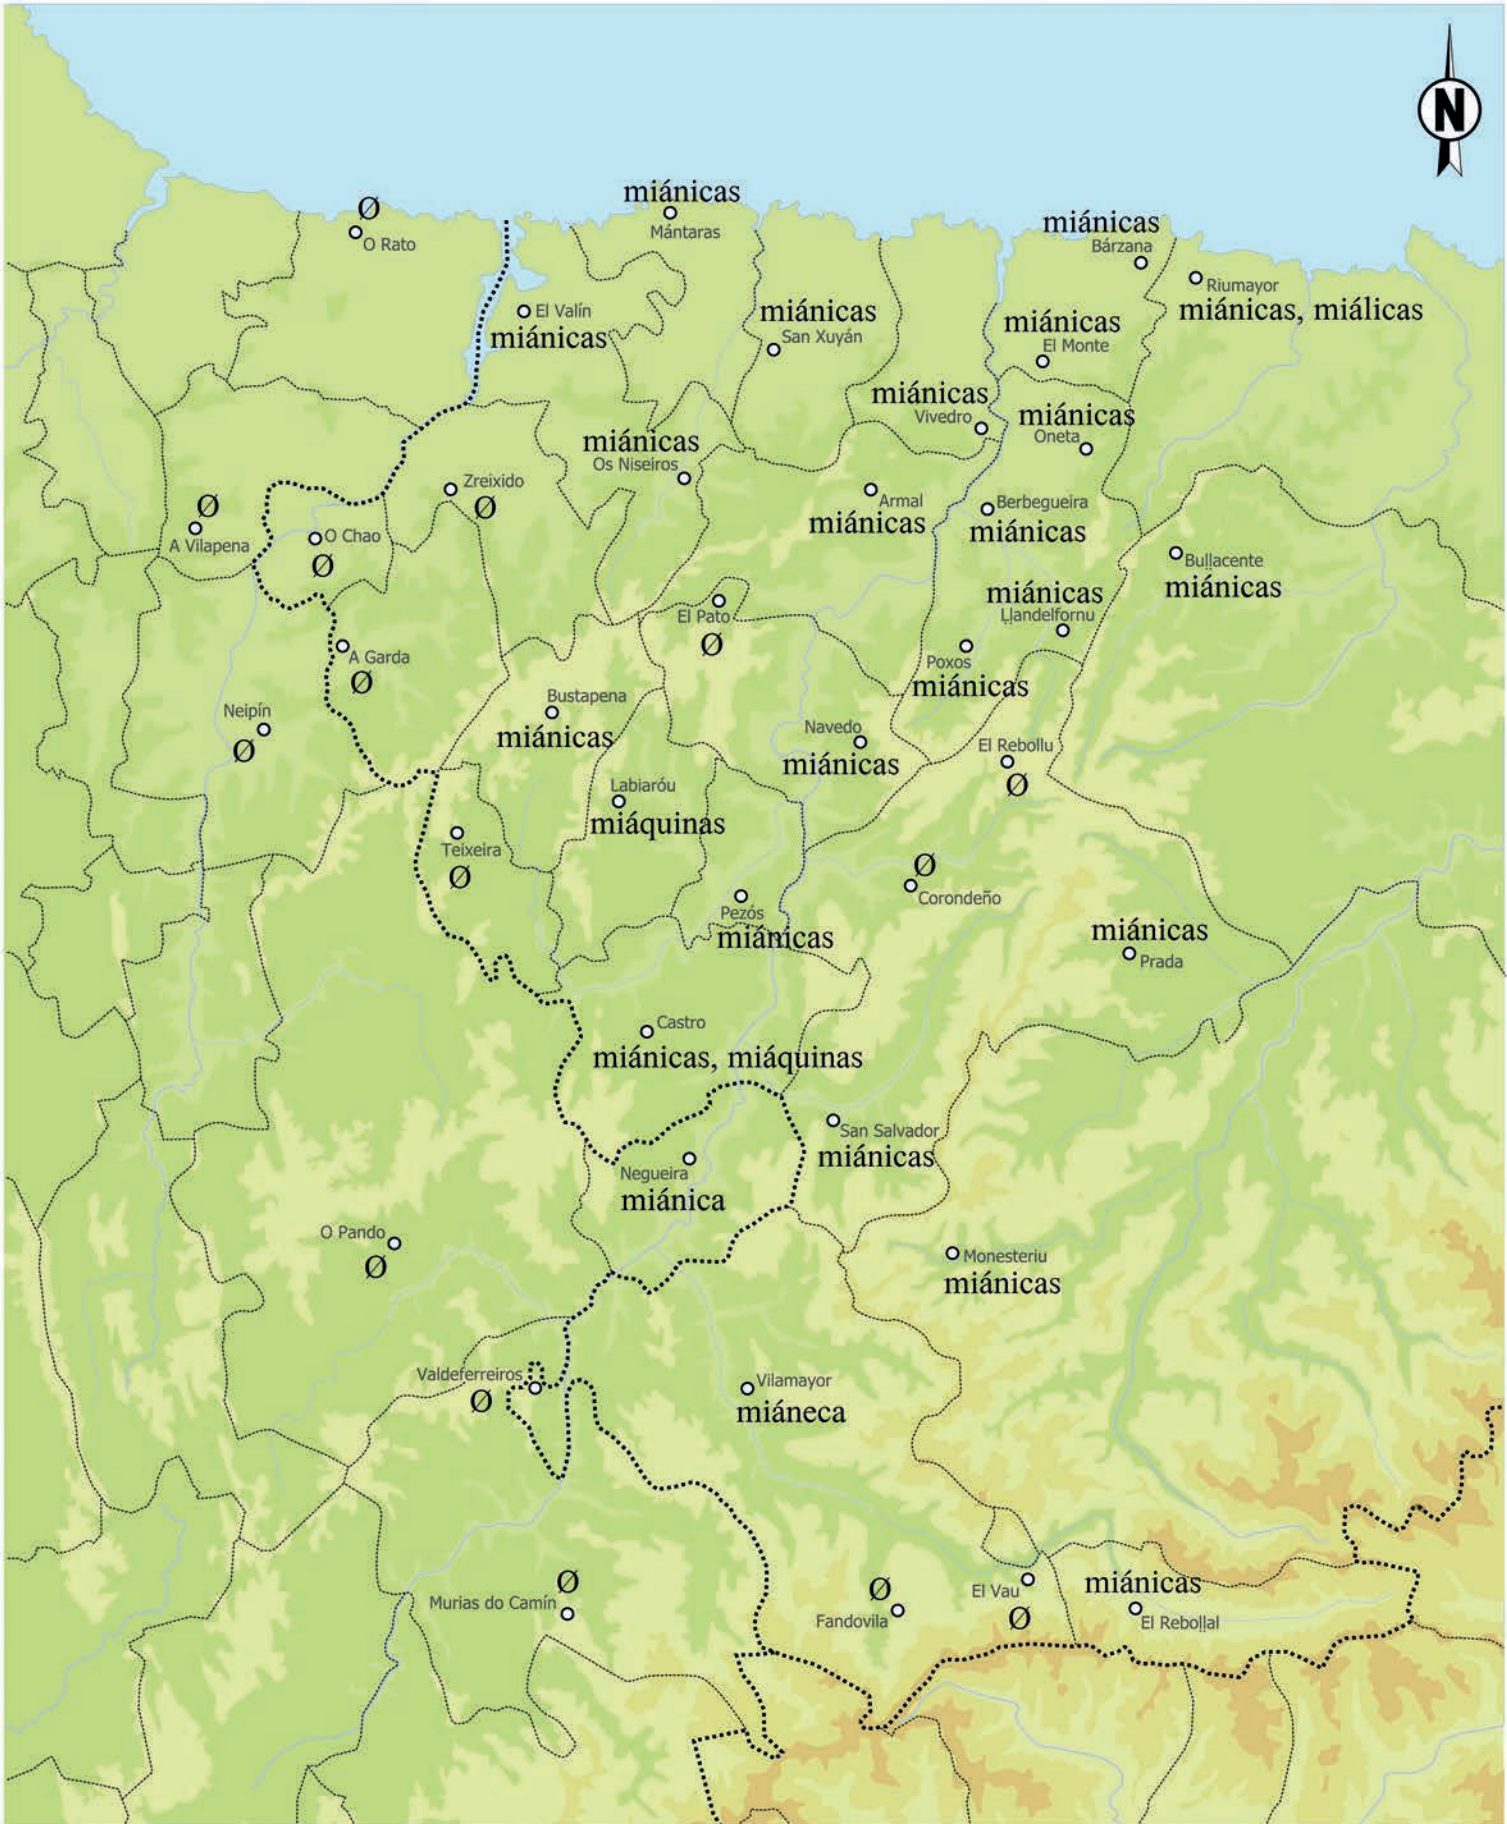 N
miánicas
Mántaras
Ø
O Rato
miánicas
Bárzana
Riumayor
miánicas, miálicas
El Valín
miánicas
miánicas
San Xuyán
miánicas
El Monte
miánicas
Vivedro
miánicas
Oneta
miánicas
Os Niseiros
Zreixido
Ø
Ø
A Vilapena
O Chao
Ø
Armal
miánicas
Berbegueira
miánicas
Buḷḷacente
miánicas
miánicas
Ḷḷandelfornu
El Pato
Ø
A Garda
Ø
Poxos
miánicas
Neipín
Ø
Bustapena
miánicas
Navedo
miánicas
El Rebollu
Ø
Labiaróu
miáquinas
Teixeira
Ø
Ø
Corondeño
Pezós
miánicas
miánicas
Prada
Castro
miánicas, miáquinas
San Salvador
miánicas
Negueira
miánica
O Pando
Ø
Monesteriu
miánicas
Valdeferreiros
Ø
Vilamayor
miáneca
Ø
Murias do Camín
Ø
Fandovila
El Vau
Ø
miánicas
El Reboḷḷal